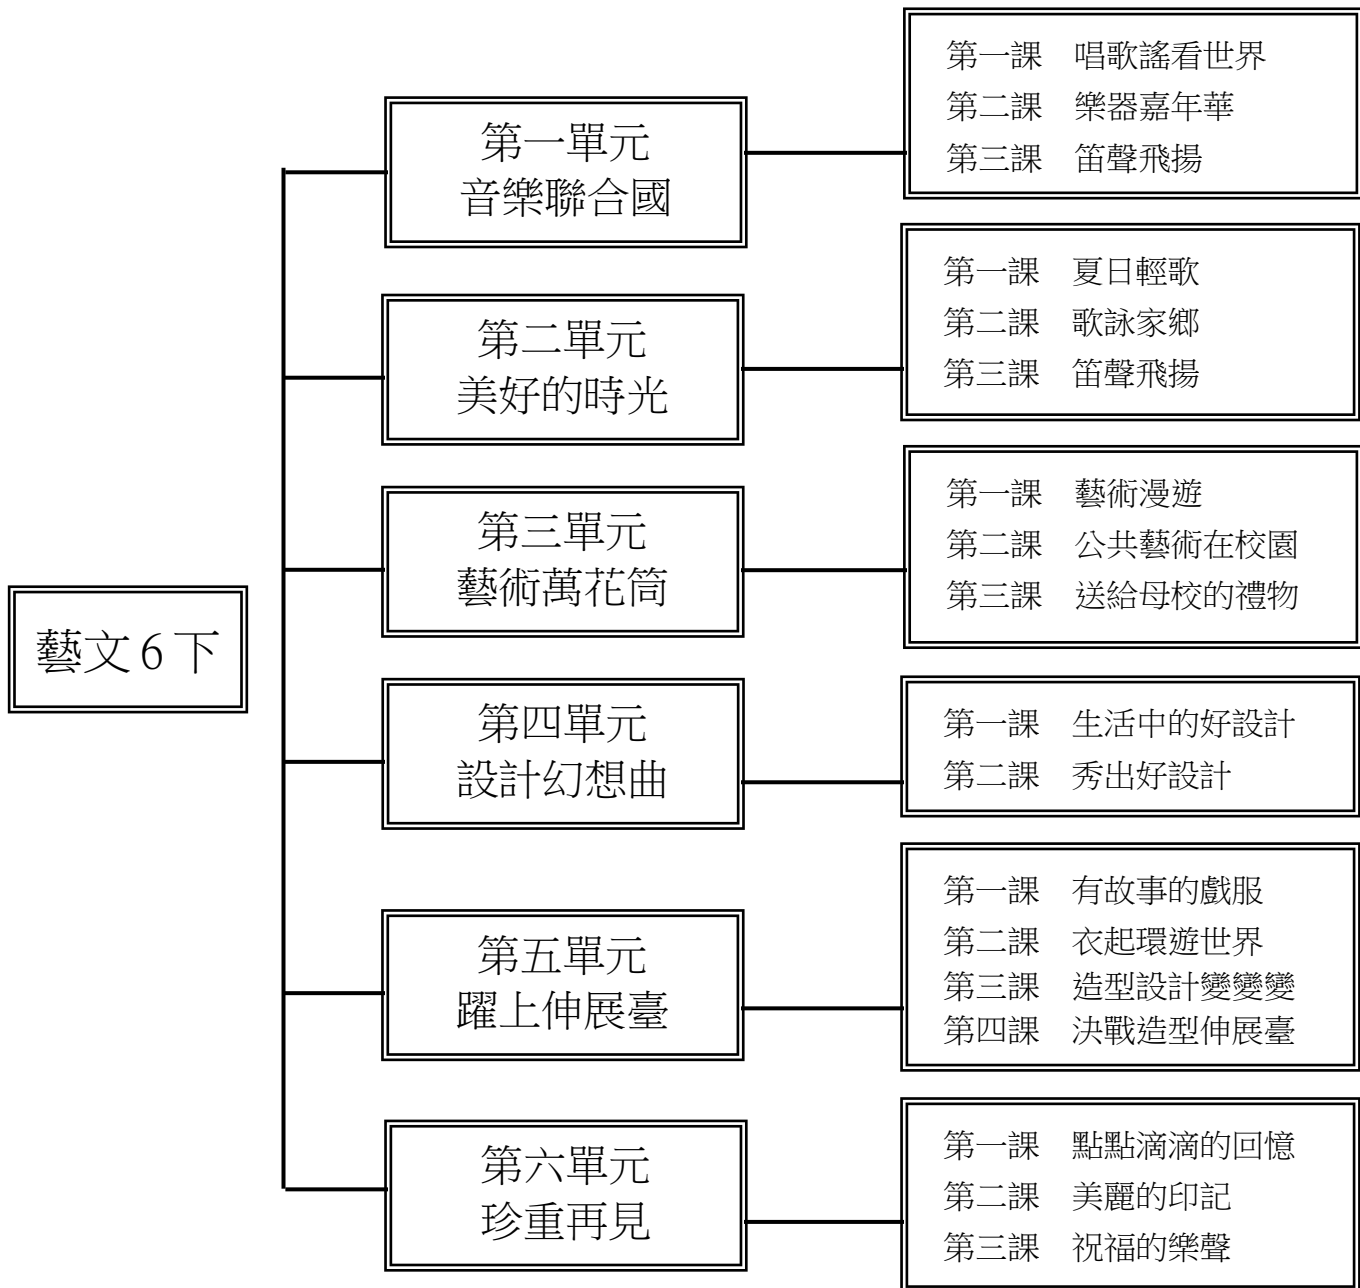 藝文6下
第一單元
音樂聯合國
第一課　唱歌謠看世界
第二課　樂器嘉年華
第三課　笛聲飛揚
第二單元
美好的時光
第一課　夏日輕歌
第二課　歌詠家鄉
第三課　笛聲飛揚
第三單元
藝術萬花筒
第一課　藝術漫遊
第二課　公共藝術在校園
第三課　送給母校的禮物
第四單元
設計幻想曲
第一課　生活中的好設計
第二課　秀出好設計
第五單元
躍上伸展臺
第一課　有故事的戲服
第二課　衣起環遊世界
第三課　造型設計變變變
第四課　決戰造型伸展臺
第六單元
珍重再見
第一課　點點滴滴的回憶
第二課　美麗的印記
第三課　祝福的樂聲